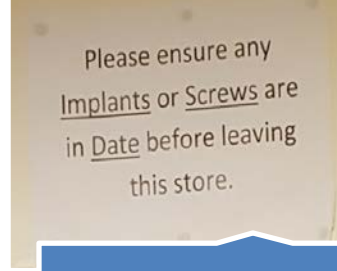 Please ensure any
Implants or Screws are
in Date before leaving
this store.